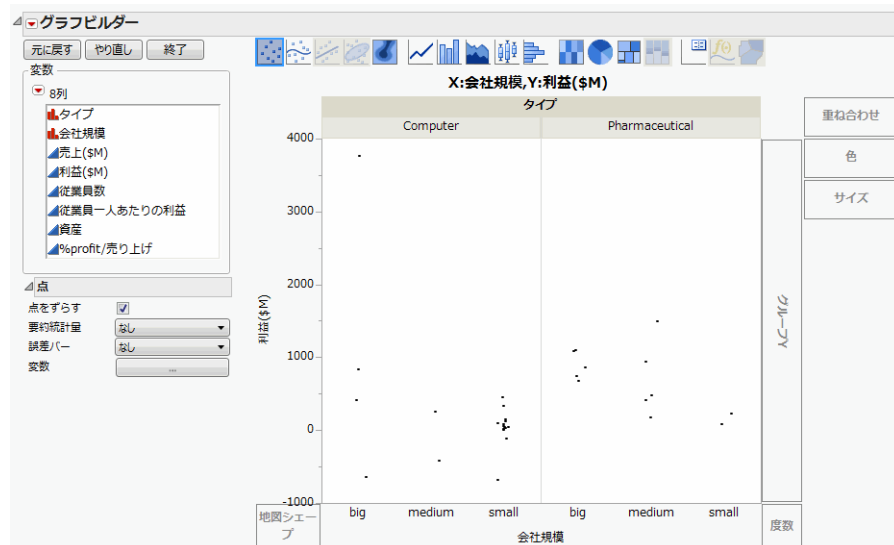 グラフビルダー
元に戻す やり直し 終了
変数
8列
タイプ
会社規模
売上($M)
利益($M)
従業員数
従業員一人あたりの利益
資産
%profit/売り上げ
点
点をずらす
要約統計量 なし
誤差バー なし
変数 ...
X:会社規模,Y:利益($M)
タイプ
Computer Pharmaceutical
4000
3000
2000
1000
0
-1000
利益($M)
big medium small big medium small
会社規模
地図シェー
プ
重ね合わせ
色
サイズ
グループY
度数